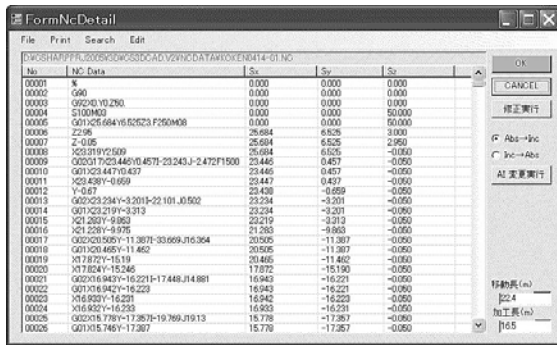 FormNcDetail
File Print Search Edit
No NC Data Sx Sy Sz
00001 % 0.000 0.000 0.000
00002 G90 0.000 0.000 0.000
00003 G92X0.Y0.Z50. 0.000 0.000 0.000
00004 S100M03 0.000 0.000 50.000
00005 G01X25.684Y6.525Z3.F250M08 0.000 0.000 50.000
00006 Z2.95 25.684 6.525 3.000
00007 Z-0.05 25.684 6.525 2.950
00008 X23.319Y2.509 25.684 6.525 -0.050
00009 G02G17X23.446Y0.457I-23.243J-2.472F1500 23.446 0.457 -0.050
00010 G01X23.447Y0.437 23.446 0.457 -0.050
00011 X23.438Y-0.659 23.447 0.437 -0.050
00012 Y-0.67 23.438 -0.659 -0.050
00013 G02X23.234Y-3.201I-22.101J0.502 23.234 -3.201 -0.050
00014 G01X23.219Y-3.313 23.234 -3.201 -0.050
00015 X21.283Y-9.863 23.219 -3.313 -0.050
00016 X21.228Y-9.975 21.283 -9.863 -0.050
00017 G02X20.505Y-11.387I-33.669J16.364 20.505 -11.387 -0.050
00018 G01X20.465Y-11.462 20.505 -11.387 -0.050
00019 X17.872Y-15.19 20.465 -11.462 -0.050
00020 X17.824Y-15.246 17.872 -15.190 -0.050
00021 G02X16.943Y-16.221I-17.448J14.881 16.943 -16.221 -0.050
00022 G01X16.942Y-16.223 16.943 -16.221 -0.050
00023 X16.933Y-16.231 16.942 -16.223 -0.050
00024 X16.932Y-16.233 16.933 -16.231 -0.050
00025 G02X15.778Y-17.357I-19.769J19.13 15.778 -17.357 -0.050
00026 G01X15.746Y-17.387 15.778 -17.357 -0.050
OK
CANCEL
修正実行
Abs→Inc
Inc→Abs
AI 変更実行
移動長(m)
22.4
加工長(m)
16.5